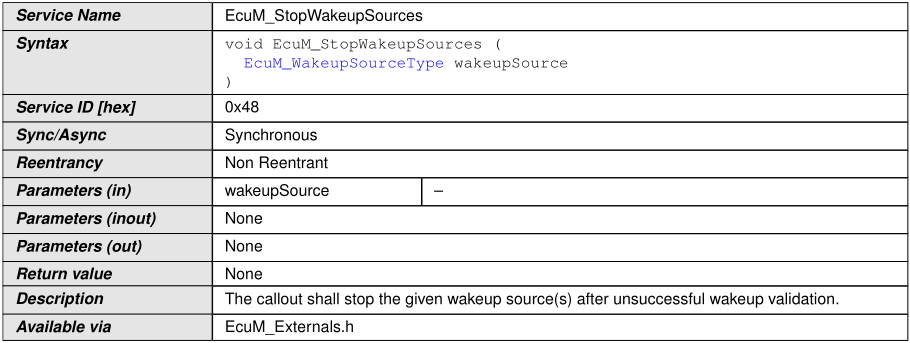 Service Name EcuM_StopWakeupSources
Syntax void EcuM_StopWakeupSources (
EcuM_WakeupSourceType wakeupSource
)
Service ID [hex] 0x48
Sync/Async Synchronous
Reentrancy Non Reentrant
Parameters (in) wakeupSource –
Parameters (inout) None
Parameters (out) None
Return value None
Description The callout shall stop the given wakeup source(s) after unsuccessful wakeup validation.
Available via EcuM_Externals.h